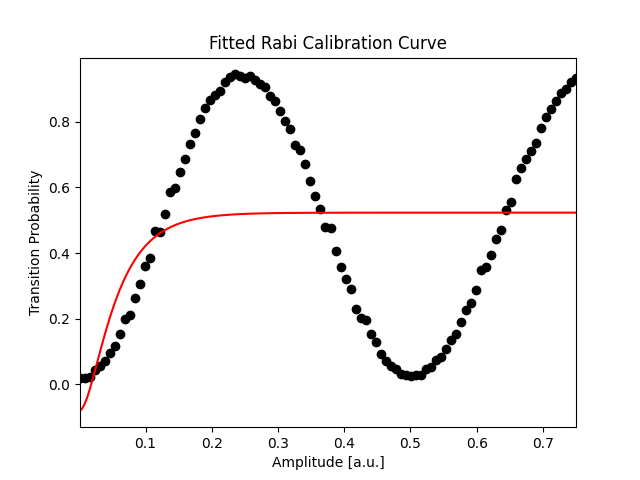 Fitted Rabi Calibration Curve
Transition Probability
0.8
0.6
0.4
0.2
0.0
0.1 0.2 0.3 0.4 0.5 0.6 0.7
Amplitude [a.u.]